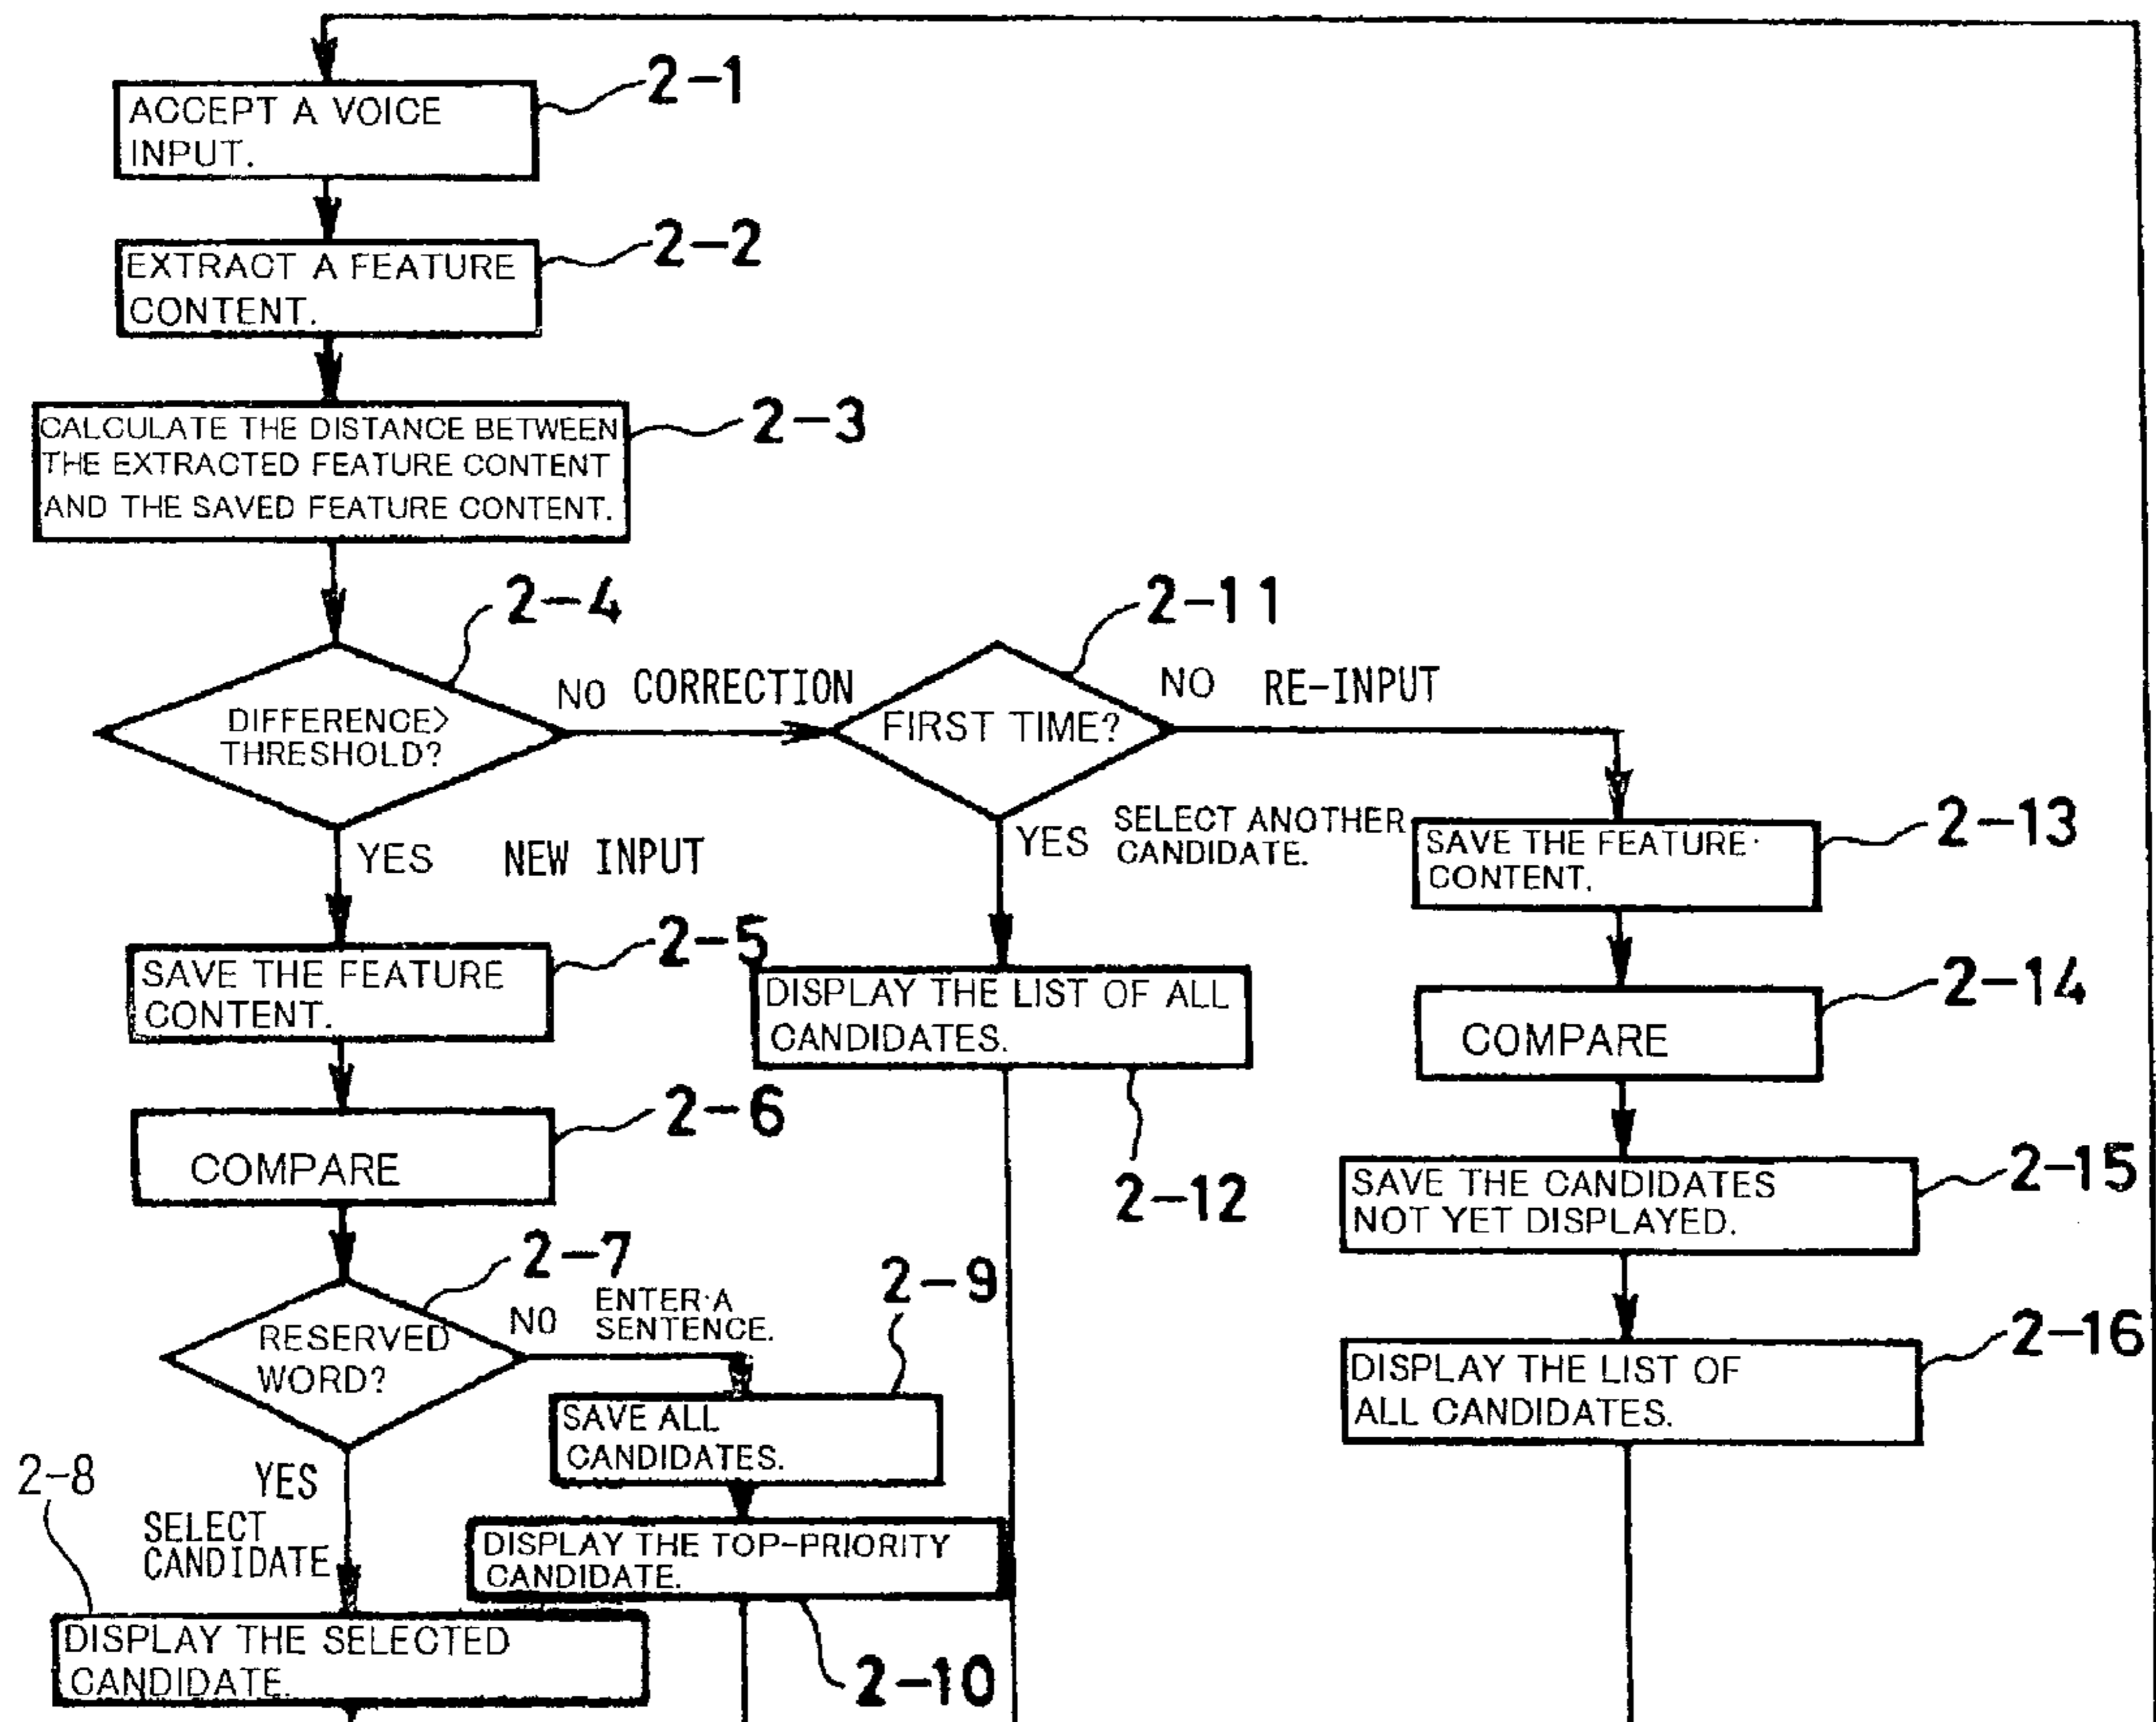 2-1
ACCEPT A VOICE
INPUT.
2-2
EXTRACT A FEATURE
CONTENT.
2-3
CALCULATE THE DISTANCE BETWEEN
THE EXTRACTED FEATURE CONTENT
AND THE SAVED FEATURE CONTENT.
2-4
DIFFERENCE>
THRESHOLD?
NO CORRECTION
2-11
FIRST TIME?
NO RE-INPUT
YES NEW INPUT
YES SELECT ANOTHER
CANDIDATE.
2-5
SAVE THE FEATURE
CONTENT.
2-6
COMPARE
2-7
RESERVED
WORD?
NO ENTER A
SENTENCE.
YES
SELECT
CANDIDATE
2-8
DISPLAY THE SELECTED
CANDIDATE.
2-9
SAVE ALL
CANDIDATES.
DISPLAY THE TOP-PRIORITY
CANDIDATE.
2-10
DISPLAY THE LIST OF ALL
CANDIDATES.
2-12
2-13
SAVE THE FEATURE
CONTENT.
2-14
COMPARE
2-15
SAVE THE CANDIDATES
NOT YET DISPLAYED.
2-16
DISPLAY THE LIST OF
ALL CANDIDATES.